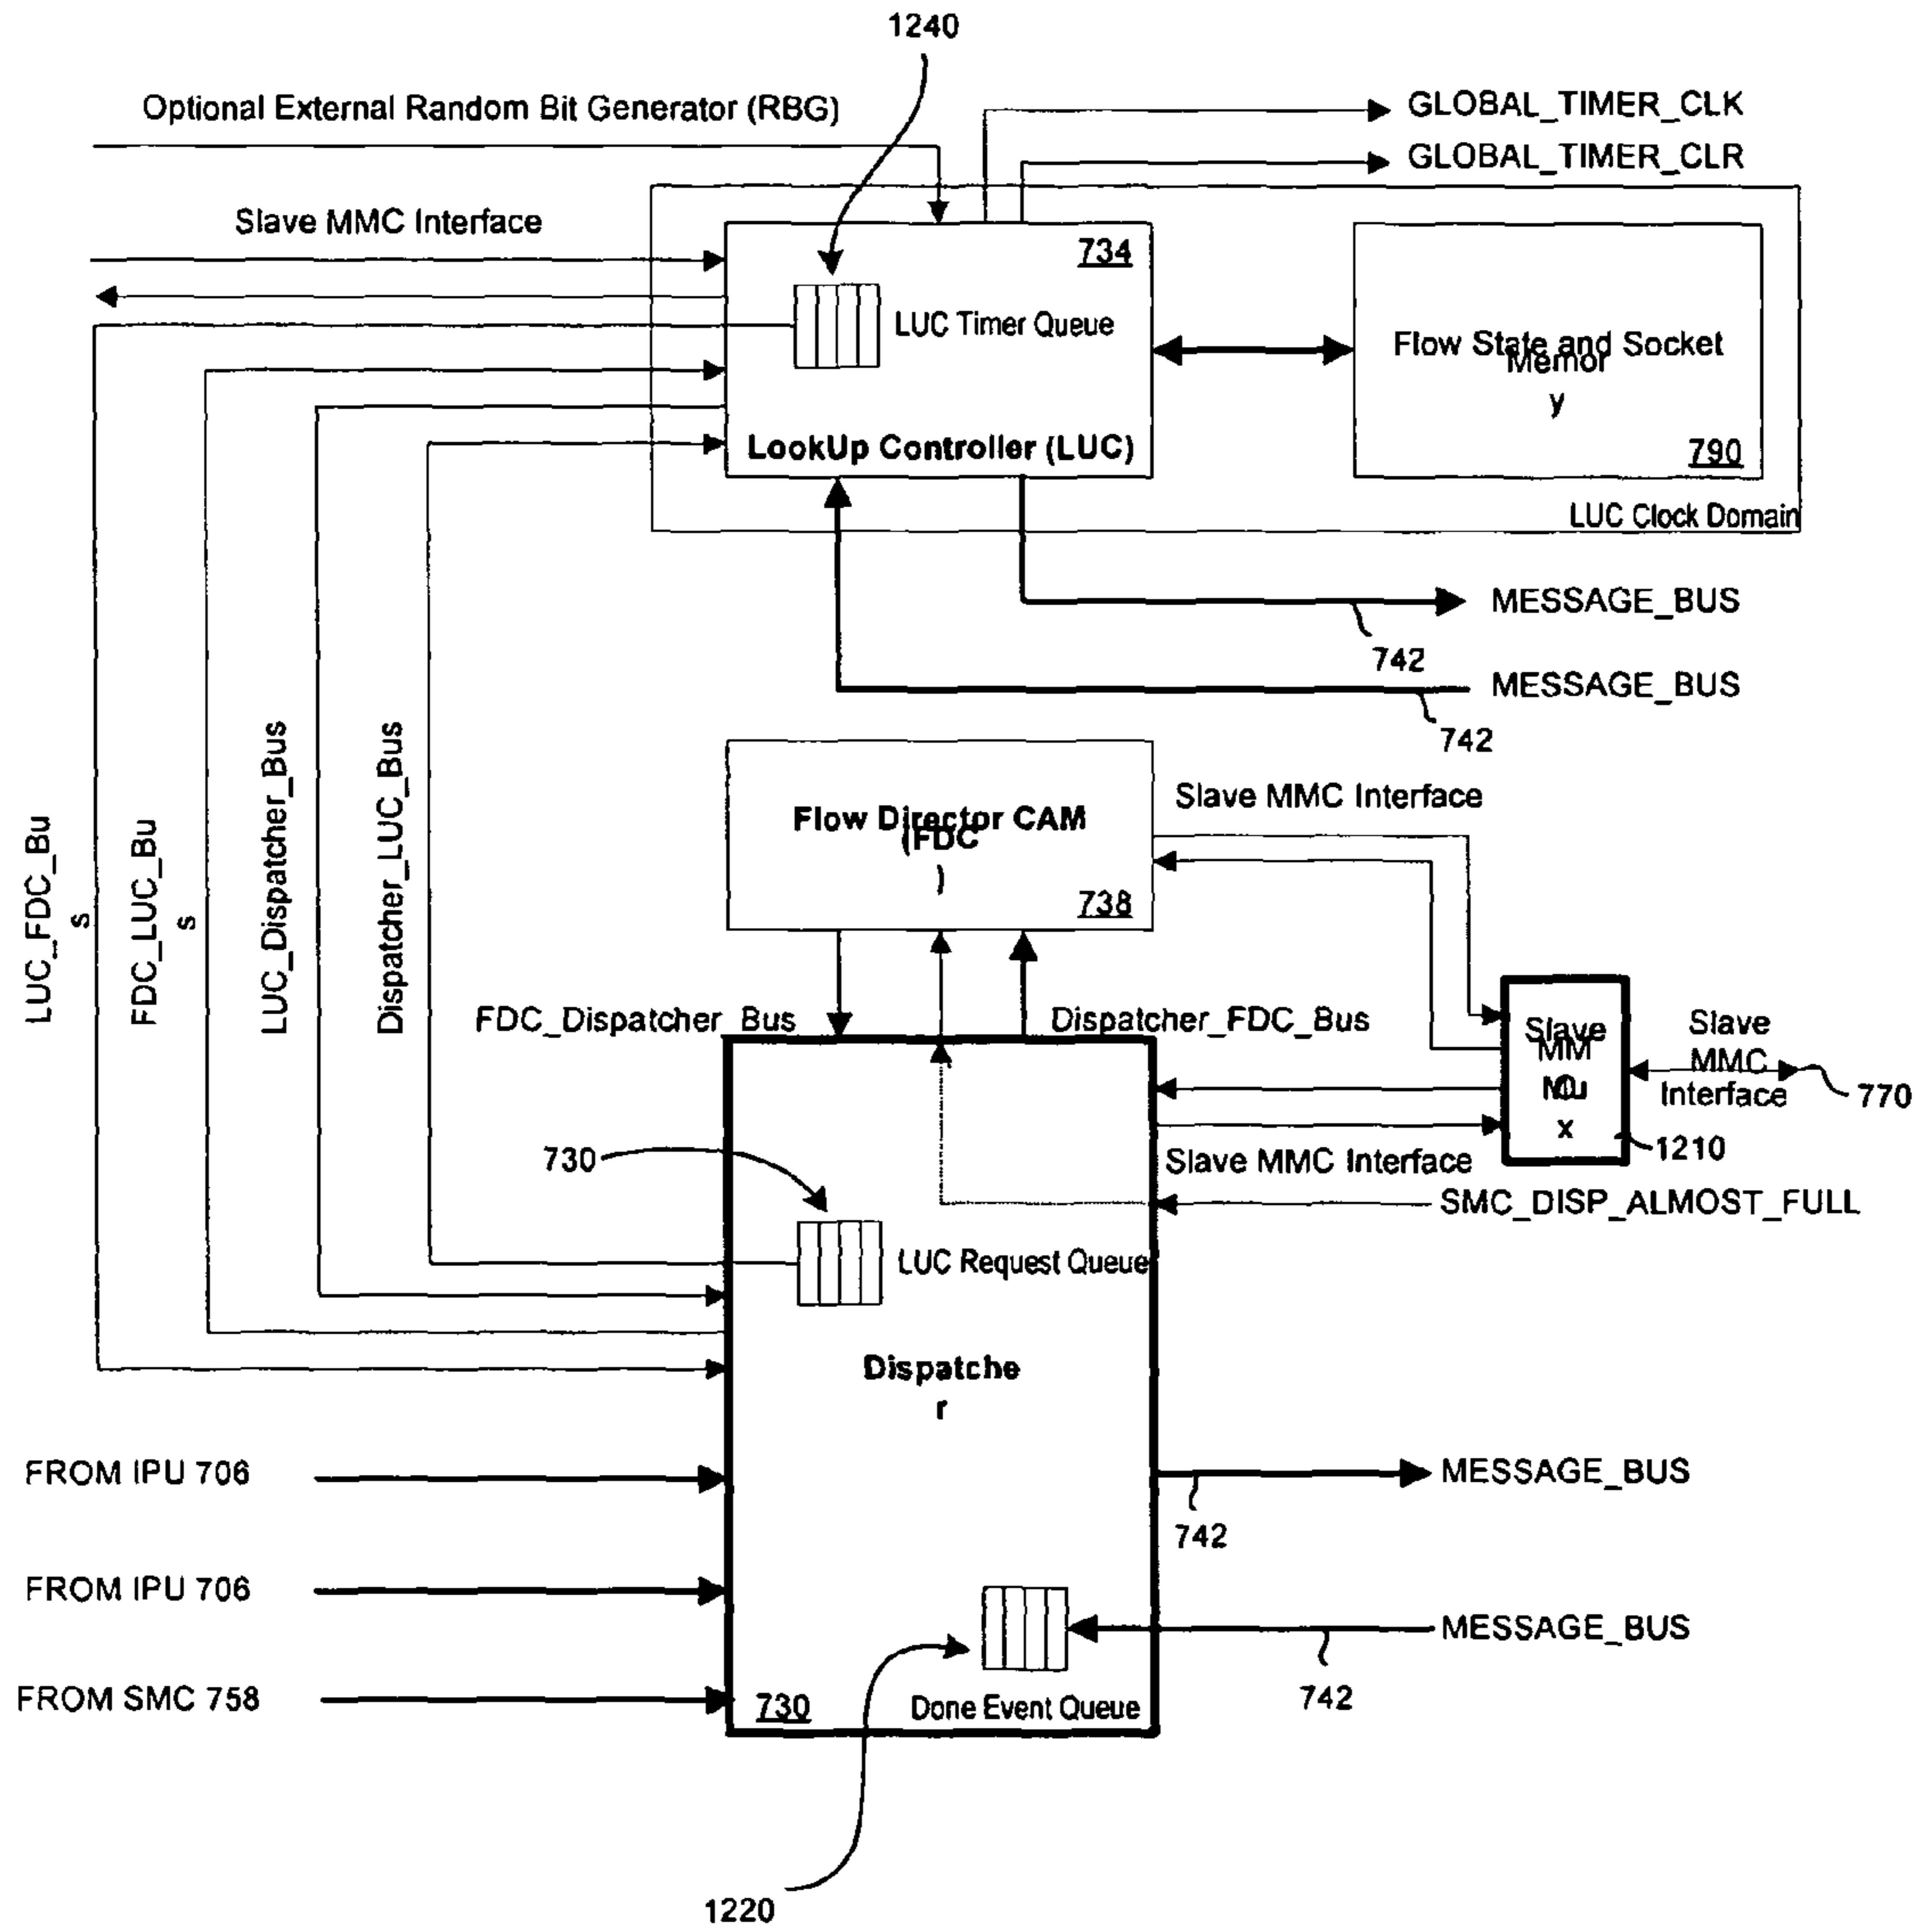 1240
Optional External Random Bit Generator (RBG)
GLOBAL_TIMER_CLK
GLOBAL_TIMER_CLR
Slave MMC Interface
734
LUC Timer Queue
LookUp Controller (LUC)
Flow State and Socket
Memor
y
790
LUC Clock Domain
MESSAGE_BUS
742
MESSAGE_BUS
742
LUC_FDC_Bu
s
FDC_LUC_Bu
s
LUC_Dispatcher_Bus
Dispatcher_LUC_Bus
Flow Director CAM
(FDC
)
738
Slave MMC Interface
FDC_Dispatcher_Bus
Dispatcher_FDC_Bus
Slave
MM
C
Mu
x
1210
Slave
MMC
Interface
770
Slave MMC Interface
SMC_DISP_ALMOST_FULL
730
LUC Request Queue
Dispatche
r
FROM IPU 706
MESSAGE_BUS
742
FROM IPU 706
MESSAGE_BUS
742
FROM SMC 758
730
Done Event Queue
1220